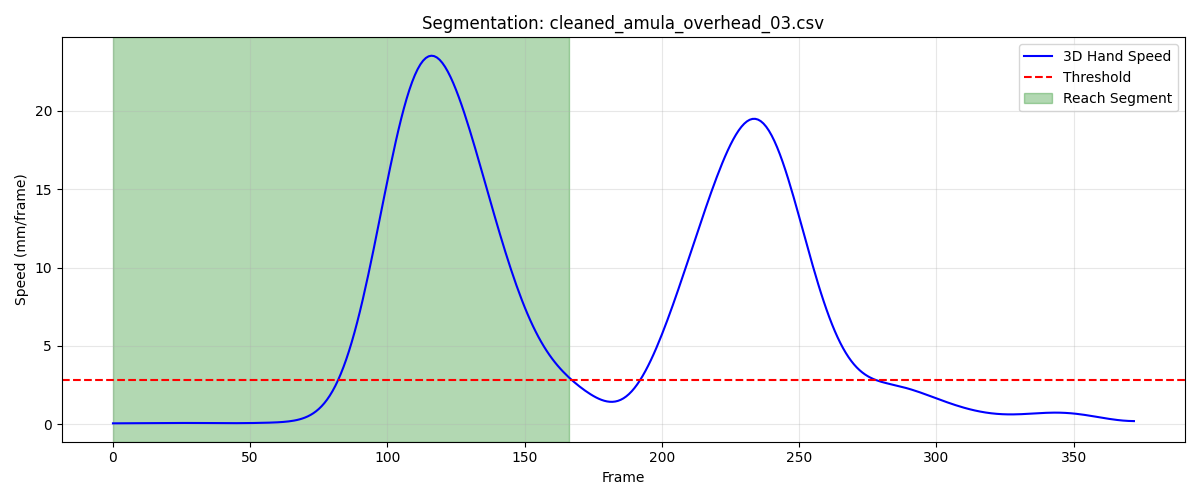 Segmentation: cleaned_amula_overhead_03.csv
3D Hand Speed
Threshold
Reach Segment
Speed (mm/frame)
20
15
10
5
0
0 50 100 150 200 250 300 350
Frame